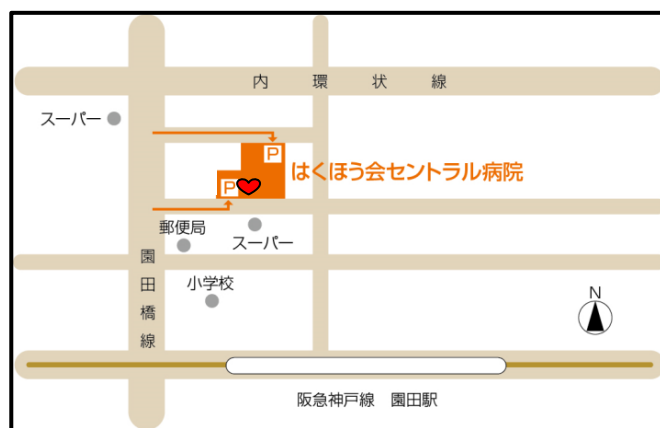 内環状線
スーパー
P
はくほう会セントラル病院
P
郵便局
スーパー
園田橋線
小学校
N
阪急神戸線 園田駅